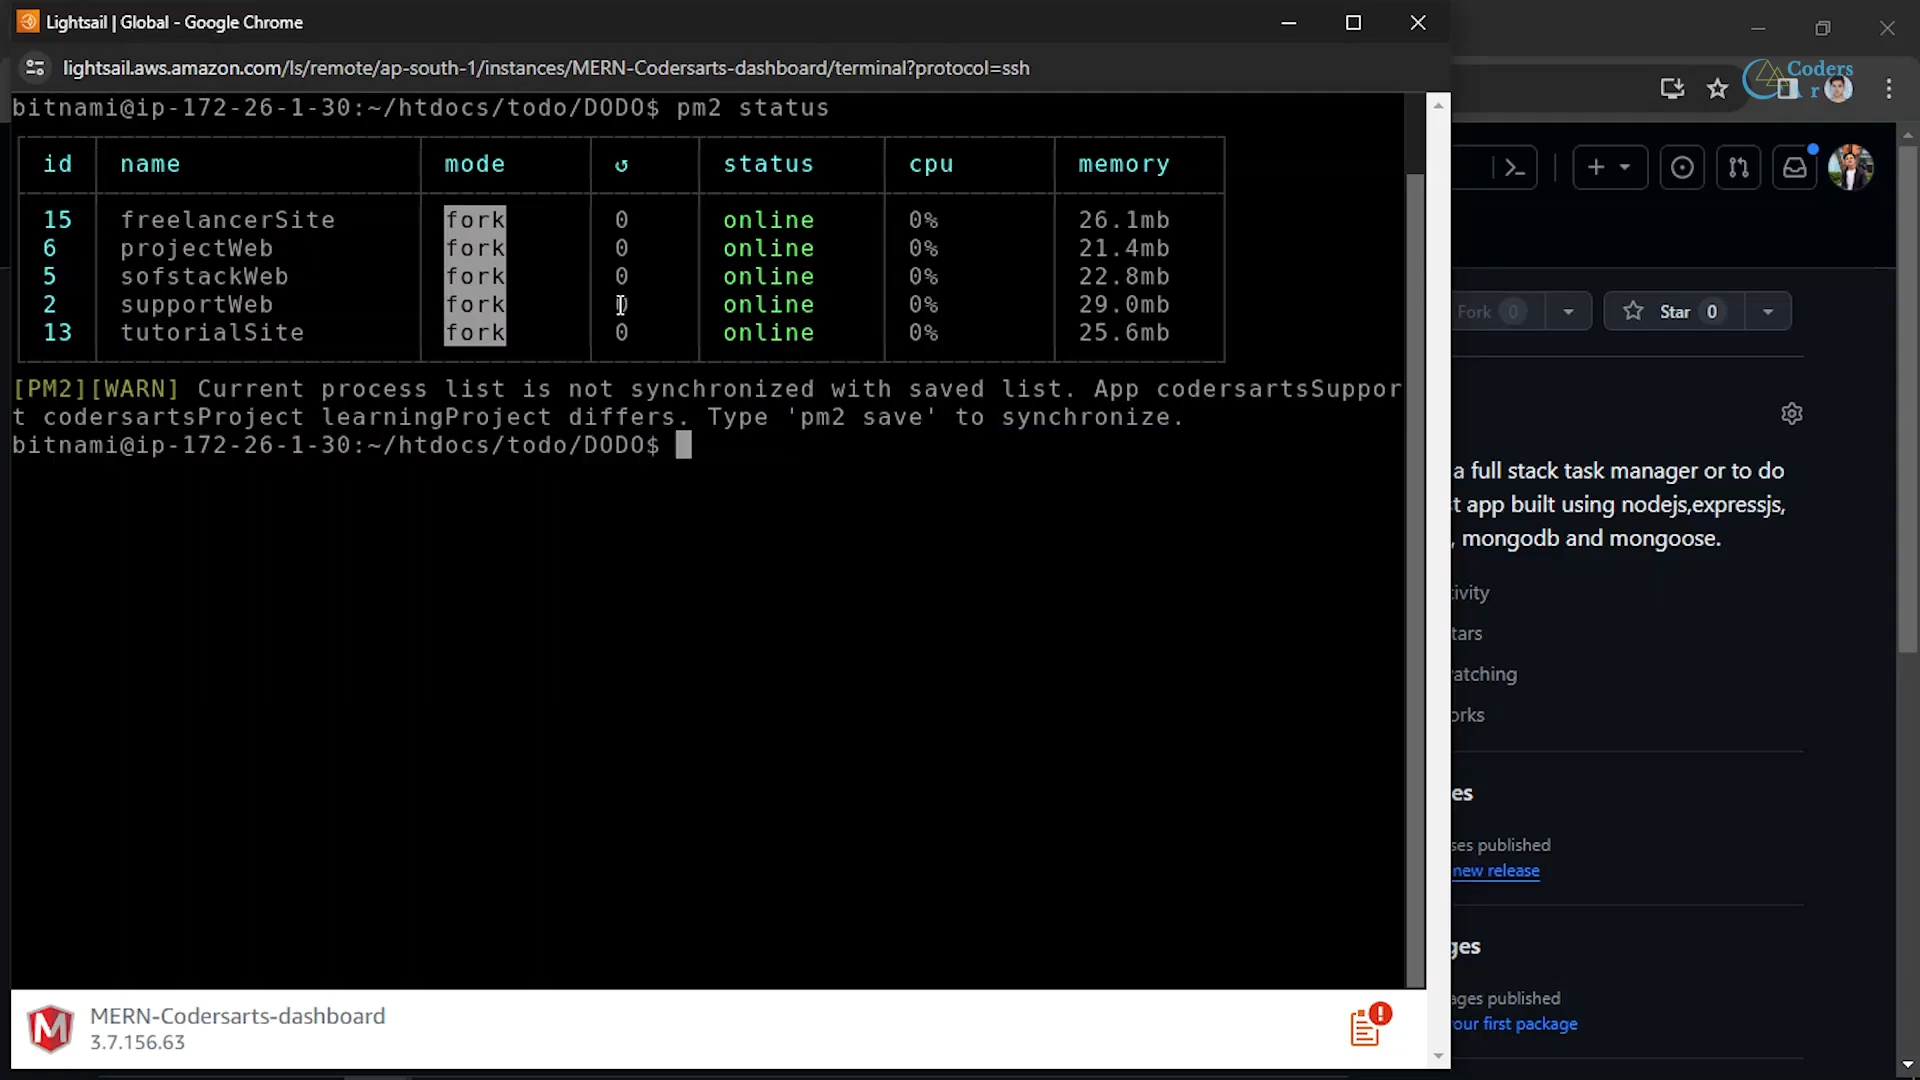 Lightsail | Global - Google Chrome
lightsail.aws.amazon.com/ls/remote/ap-south-1/instances/MERN-Codersarts-dashboard/terminal?protocol=ssh
bitnami@ip-172-26-1-30:~/htdocs/todo/DODO$ pm2 status
id name mode ↺ status cpu memory
15 freelancerSite fork 0 online 0% 26.1mb
6 projectWeb fork 0 online 0% 21.4mb
5 sofstackWeb fork 0 online 0% 22.8mb
2 supportWeb fork 0 online 0% 29.0mb
13 tutorialSite fork 0 online 0% 25.6mb
[PM2][WARN] Current process list is not synchronized with saved list. App codersartsSuppor
t codersartsProject learningProject differs. Type 'pm2 save' to synchronize.
bitnami@ip-172-26-1-30:~/htdocs/todo/DODO$
MERN-Codersarts-dashboard
3.7.156.63
Coders
Fork 0
Star 0
a full stack task manager or to do
t app built using nodejs,expressjs,
, mongodb and mongoose.
ivity
tars
atching
orks
es
ses published
new release
ges
ages published
our first package